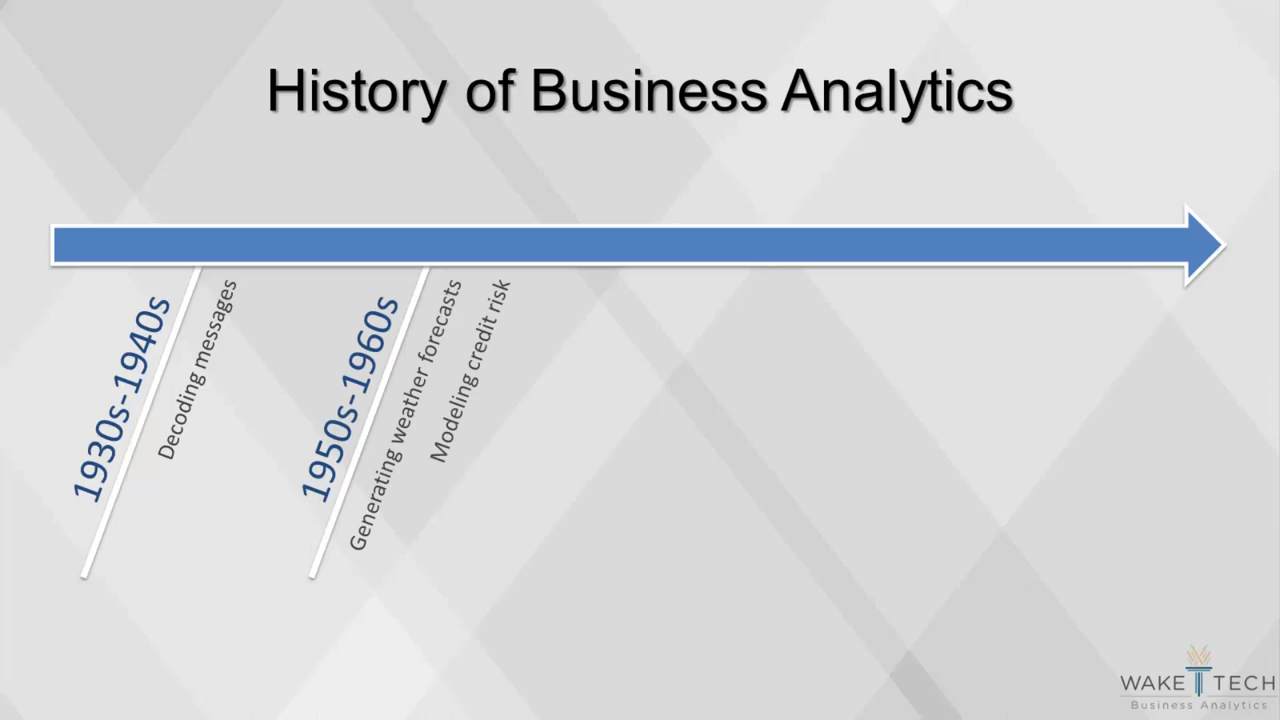 History of Business Analytics
1930s-1940s
Decoding messages
1950s-1960s
Generating weather forecasts
Modeling credit risk
WAKE TECH
Business Analytics